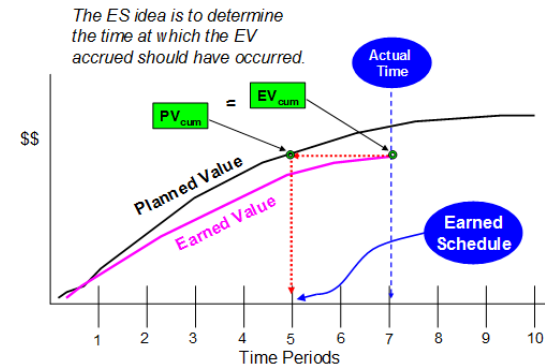 The ES idea is to determine
the time at which the EV
accrued should have occurred.
Actual
Time
=
EVcum
PVcum
$$
Planned Value
Earned Value
Earned
Schedule
1 2 3 4 5 6 7 8 9 10
Time Periods